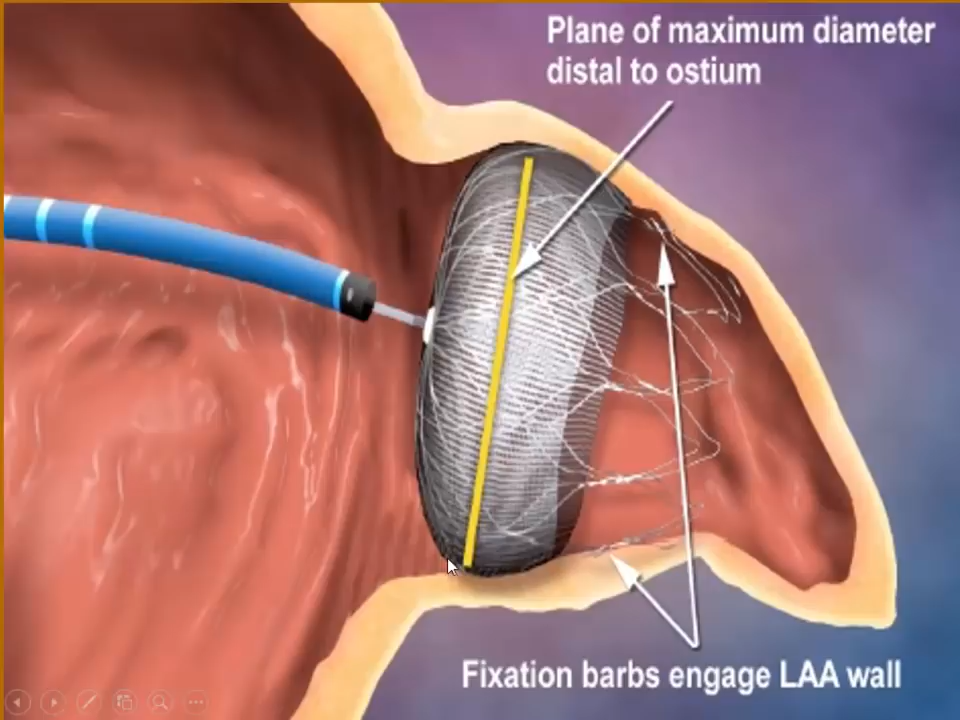 Plane of maximum diameter
distal to ostium
Fixation barbs engage LAA wall